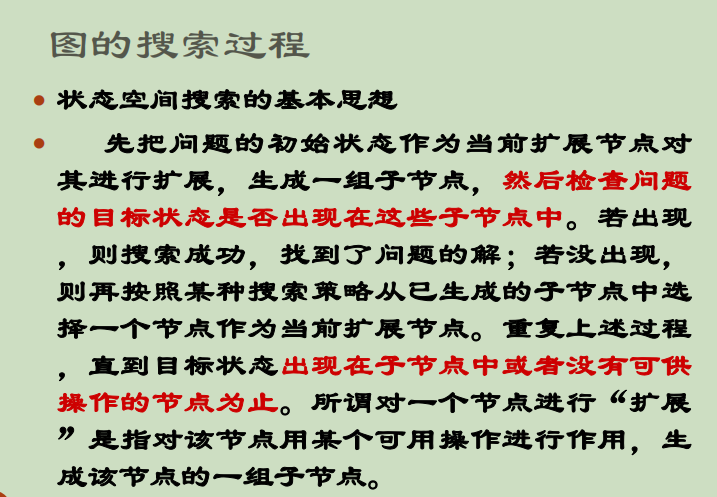 图的搜索过程
• 状态空间搜索的基本思想
• 先把问题的初始状态作为当前扩展节点对
其进行扩展，生成一组子节点，然后检查问题
的目标状态是否出现在这些子节点中。若出现
，则搜索成功，找到了问题的解；若没出现，
则再按照某种搜索策略从已生成的子节点中选
择一个节点作为当前扩展节点。重复上述过程
，直到目标状态出现在子节点中或者没有可供
操作的节点为止。所谓对一个节点进行“扩展
”是指对该节点用某个可用操作进行作用，生
成该节点的一组子节点。